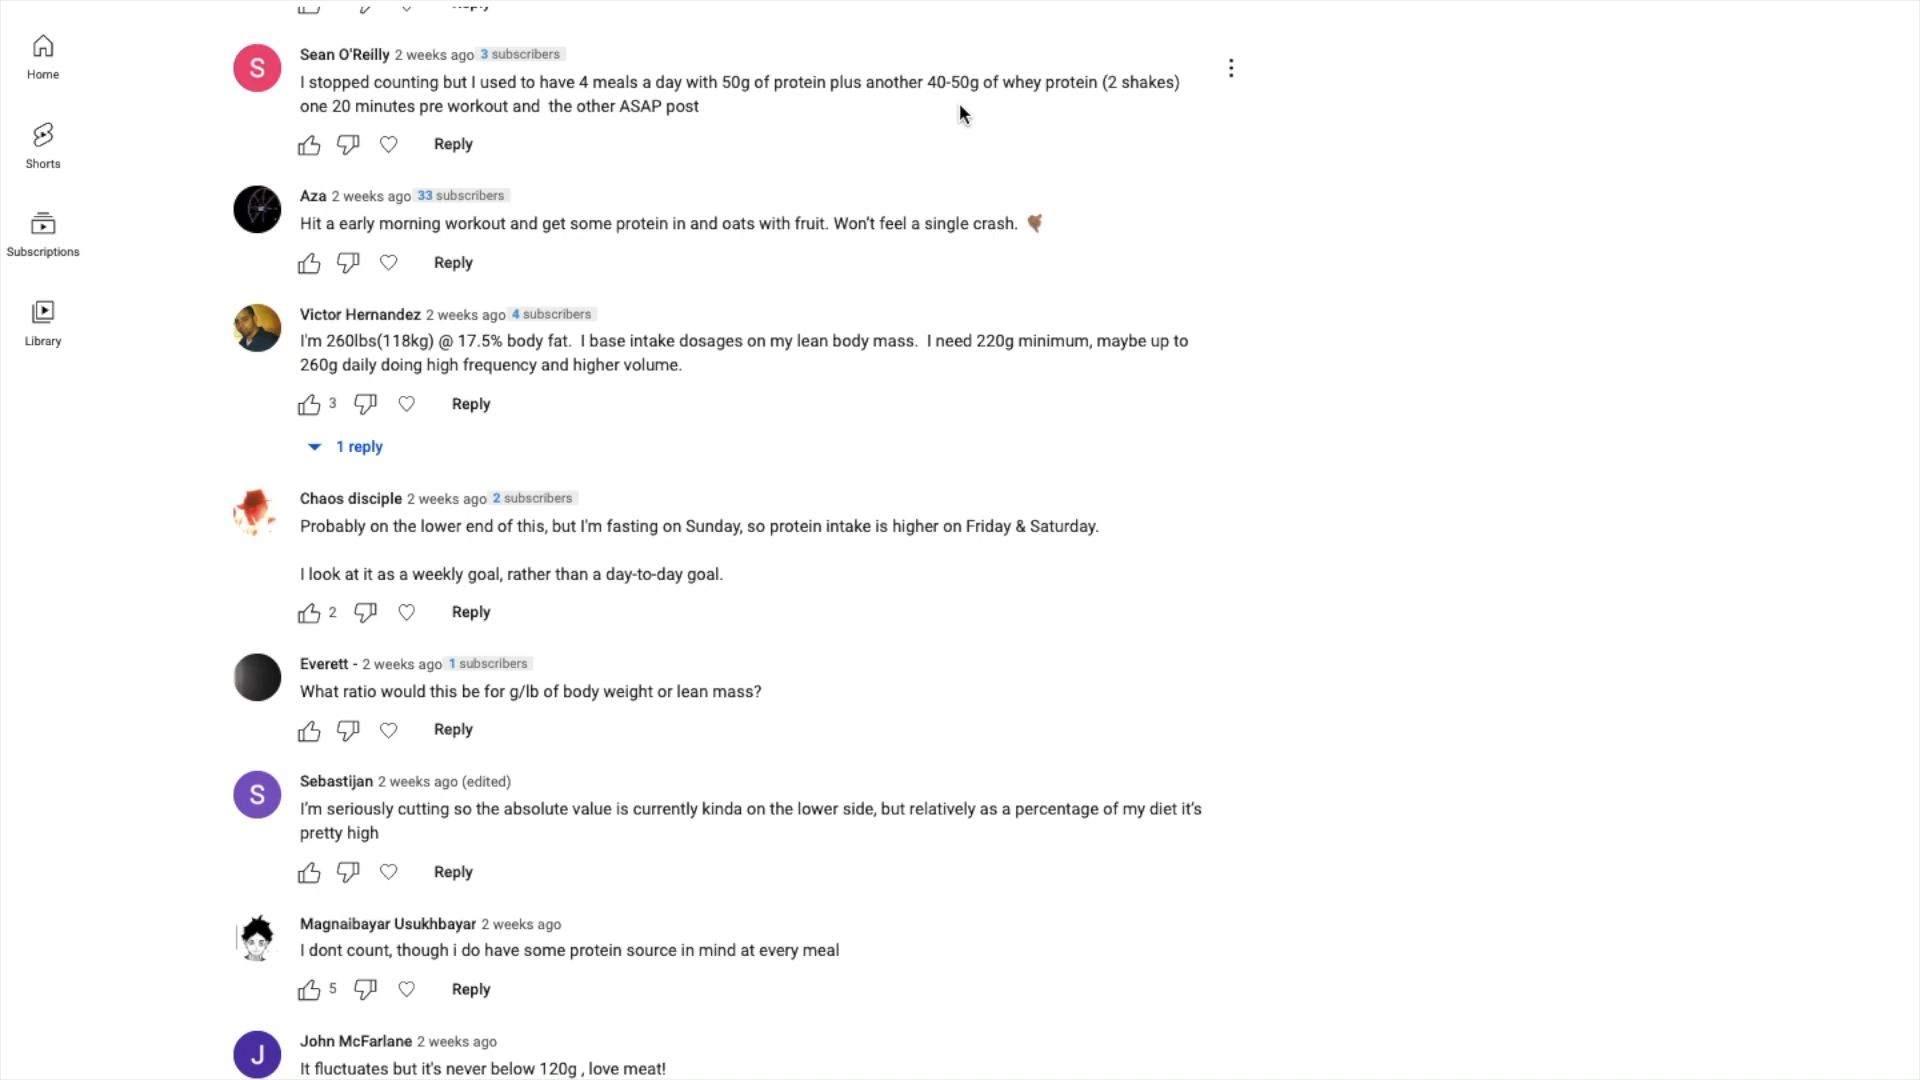 Home
Shorts
Subscriptions
Library
Sean O'Reilly 2 weeks ago 3 subscribers
I stopped counting but I used to have 4 meals a day with 50g of protein plus another 40-50g of whey protein (2 shakes)
one 20 minutes pre workout and  the other ASAP post
Reply
Aza 2 weeks ago 33 subscribers
Hit a early morning workout and get some protein in and oats with fruit. Won't feel a single crash.
Reply
Victor Hernandez 2 weeks ago 4 subscribers
I'm 260lbs(118kg) @ 17.5% body fat.  I base intake dosages on my lean body mass.  I need 220g minimum, maybe up to
260g daily doing high frequency and higher volume.
3 Reply
1 reply
Chaos disciple 2 weeks ago 2 subscribers
Probably on the lower end of this, but I'm fasting on Sunday, so protein intake is higher on Friday & Saturday.
I look at it as a weekly goal, rather than a day-to-day goal.
2 Reply
Everett - 2 weeks ago 1 subscribers
What ratio would this be for g/lb of body weight or lean mass?
Reply
S
Sebastijan 2 weeks ago (edited)
I'm seriously cutting so the absolute value is currently kinda on the lower side, but relatively as a percentage of my diet it's
pretty high
Reply
Magnaibayar Usukhbayar 2 weeks ago
I dont count, though i do have some protein source in mind at every meal
5 Reply
J
John McFarlane 2 weeks ago
It fluctuates but it's never below 120g , love meat!